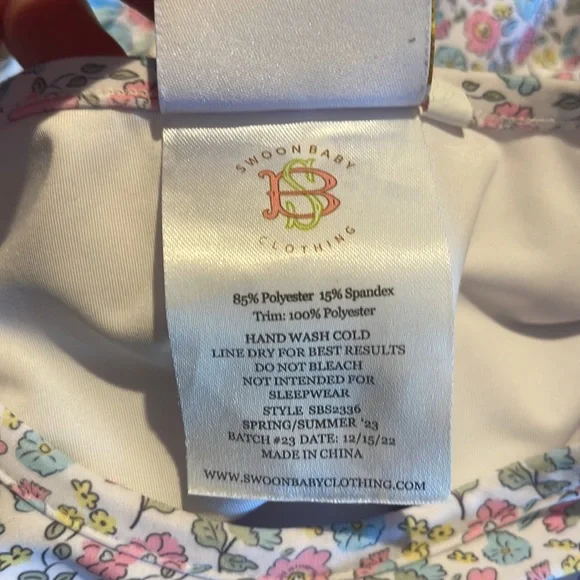 SWOON BABY
SB
CLOTHING
85% Polyester 15% Spandex
Trim: 100% Polyester
HAND WASH COLD
LINE DRY FOR BEST RESULTS
DO NOT BLEACH
NOT INTENDED FOR
SLEEPWEAR
STYLE SBS2336
SPRING/SUMMER '23
BATCH #23 DATE: 12/15/22
MADE IN CHINA
WWW.SWOONBABYCLOTHING.COM